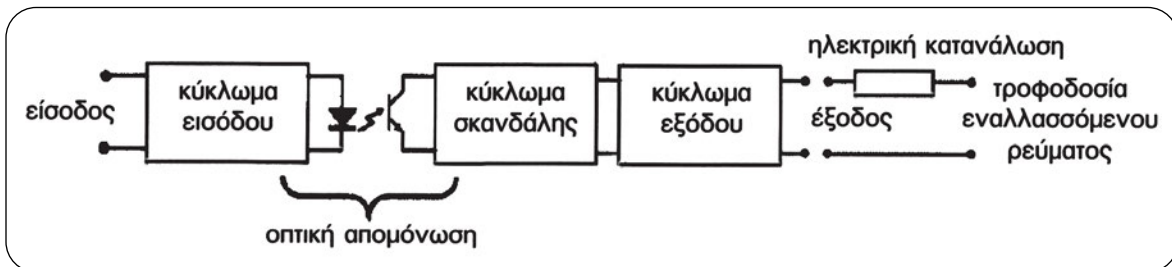 ηλεκτρική κατανάλωση
είσοδος
κύκλωμα
εισόδου
κύκλωμα
σκανδάλης
κύκλωμα
εξόδου
έξοδος
τροφοδοσία
εναλλασσόμενου
ρεύματος
οπτική απομόνωση